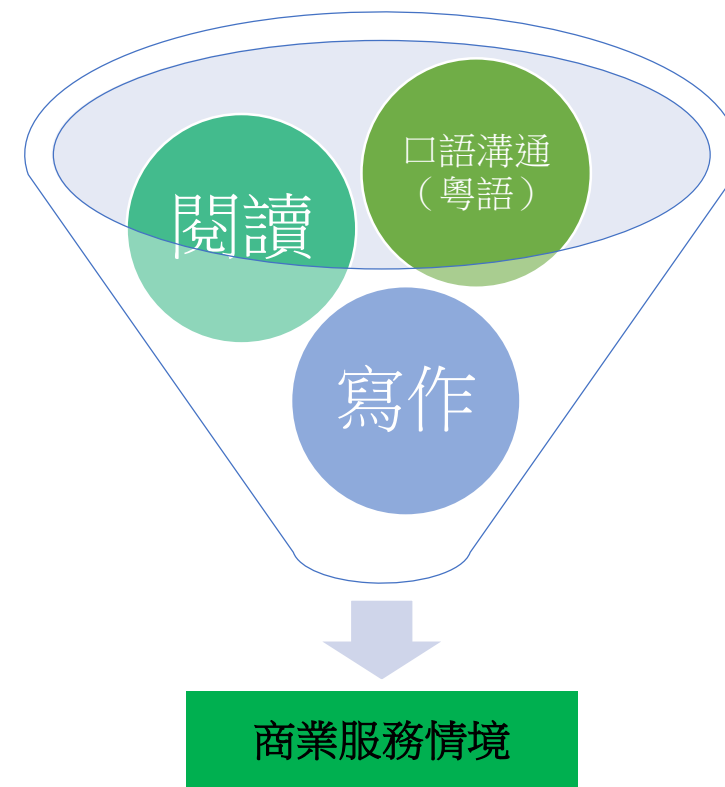 口語溝通
（粵語）
閱讀
寫作
商業服務情境